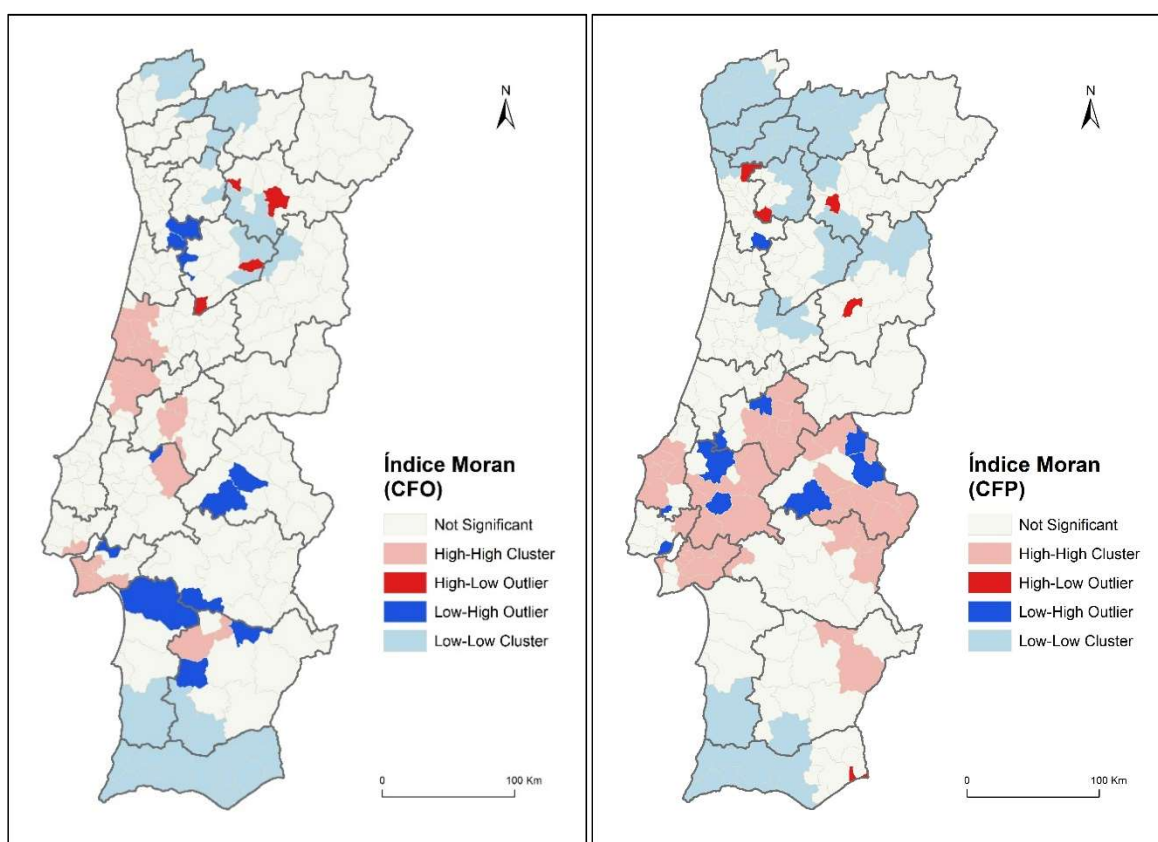 N
Índice Moran
(CFO)
Not Significant
High-High Cluster
High-Low Outlier
Low-High Outlier
Low-Low Cluster
0 100 Km
N
Índice Moran
(CFP)
Not Significant
High-High Cluster
High-Low Outlier
Low-High Outlier
Low-Low Cluster
0 100 Km